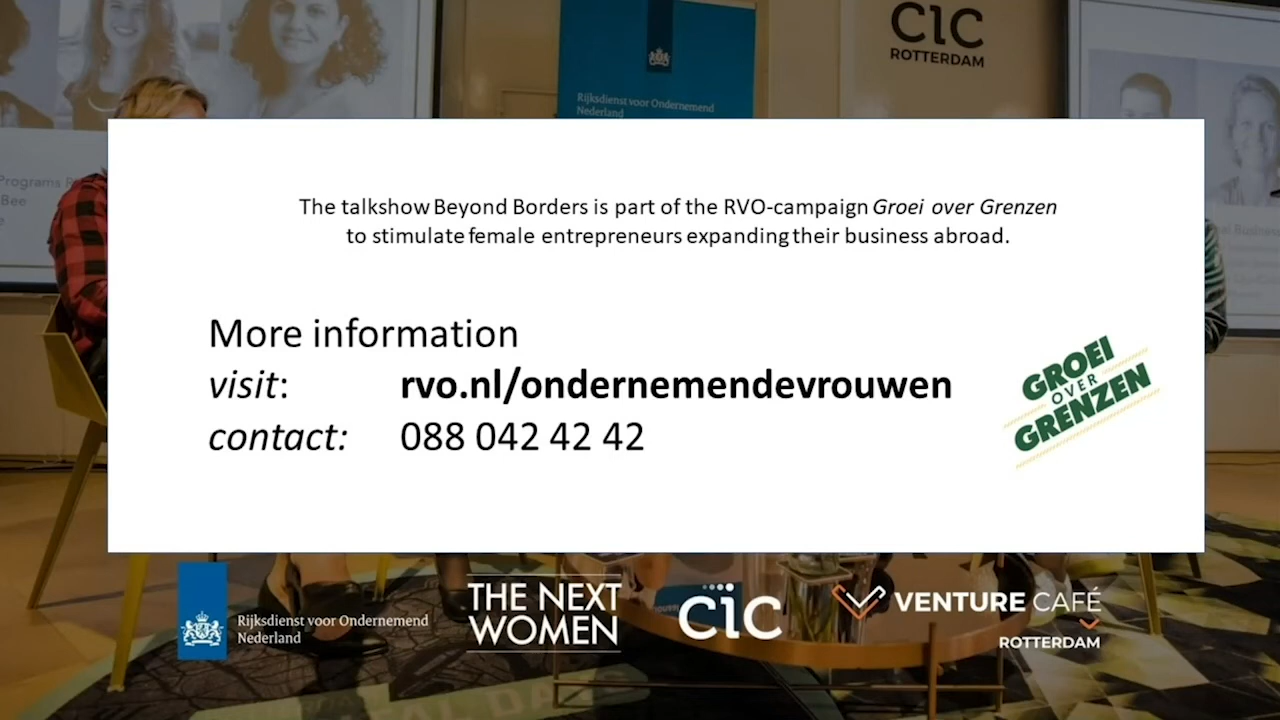 CIC
ROTTERDAM
Rijksdienst voor Ondernemend
Nederland
Programs
Bee
The talkshow Beyond Borders is part of the RVO-campaign Groei over Grenzen
to stimulate female entrepreneurs expanding their business abroad.
More information
visit: rvo.nl/ondernemendevrouwen
contact: 088 042 42 42
GROEI
OVER
GRENZEN
Rijksdienst voor Ondernemend
Nederland
THE NEXT
WOMEN
CIC
VENTURE CAFÉ
ROTTERDAM